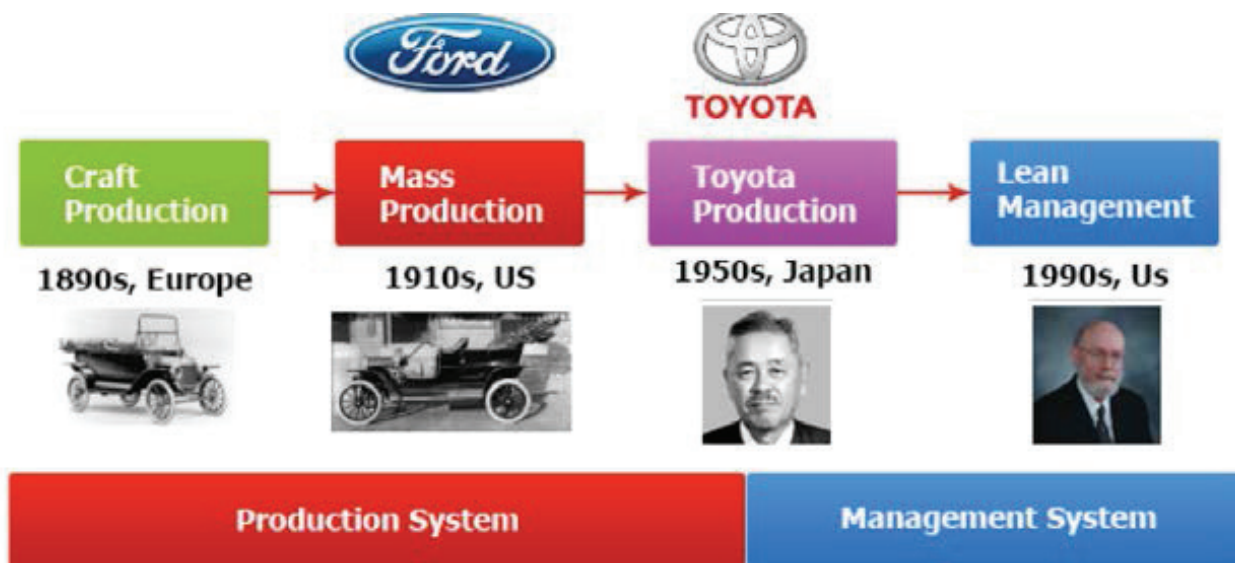 Ford
TOYOTA
Craft
Production
Mass
Production
Toyota
Production
Lean
Management
1890s, Europe
1910s, US
1950s, Japan
1990s, Us
Production System
Management System